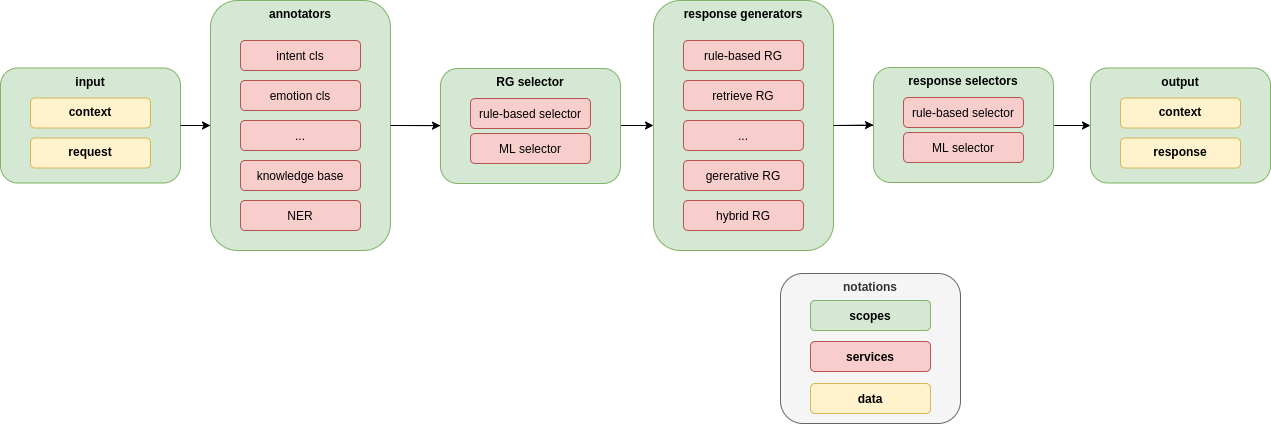 input
context
request
annotators
intent cls
emotion cls
...
knowledge base
NER
RG selector
rule-based selector
ML selector
response generators
rule-based RG
retrieve RG
...
gererative RG
hybrid RG
response selectors
rule-based selector
ML selector
output
context
response
notations
scopes
services
data